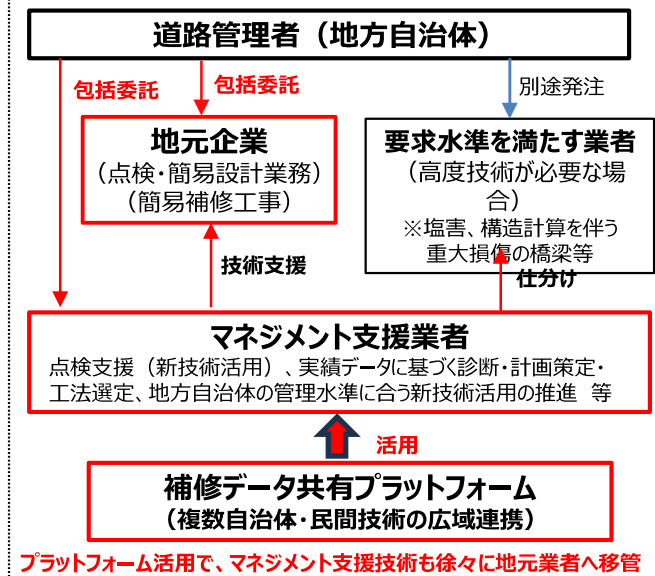 道路管理者（地方自治体）
包括委託
包括委託
別途発注
地元企業
（点検・簡易設計業務）
（簡易補修工事）
要求水準を満たす業者
（高度技術が必要な場
合）
※塩害、構造計算を伴う
重大損傷の橋梁等
技術支援
仕分け
マネジメント支援業者
点検支援（新技術活用）、実績データに基づく診断・計画策定・
工法選定、地方自治体の管理水準に合う新技術活用の推進 等
活用
補修データ共有プラットフォーム
（複数自治体・民間技術の広域連携）
プラットフォーム活用で、マネジメント支援技術も徐々に地元業者へ移管